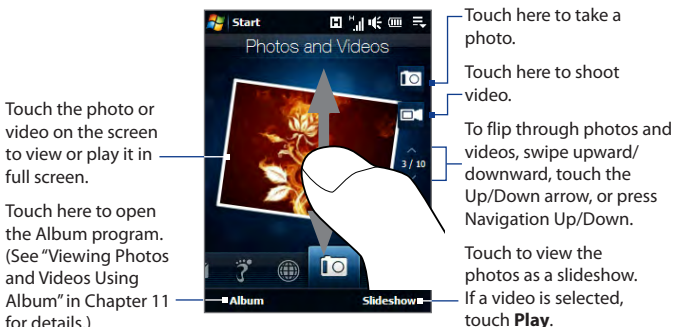 Touch the photo or
video on the screen
to view or play it in
full screen.
Touch here to open
the Album program.
(See “Viewing Photos
and Videos Using
Album” in Chapter 11
for details.)
Start
H
Photos and Videos
3 / 10
Album
Slideshow
Touch here to take a
photo.
Touch here to shoot
video.
To flip through photos and
videos, swipe upward/
downward, touch the
Up/Down arrow, or press
Navigation Up/Down.
Touch to view the
photos as a slideshow.
If a video is selected,
touch Play.